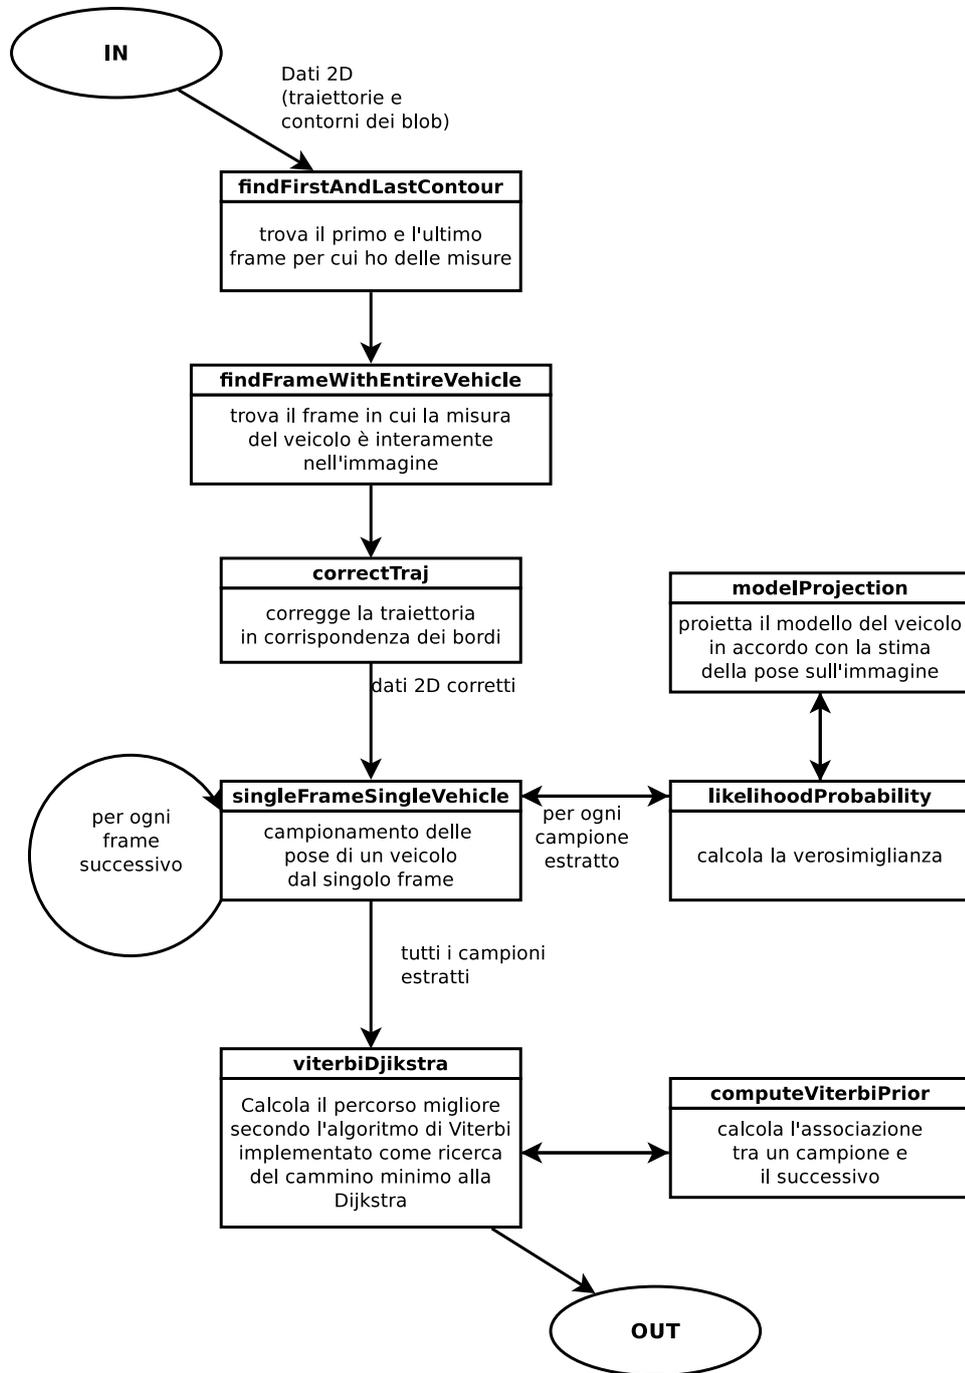 IN
Dati 2D
(traiettorie e
contorni dei blob)
findFirstAndLastContour
trova il primo e l'ultimo
frame per cui ho delle misure
findFrameWithEntireVehicle
trova il frame in cui la misura
del veicolo è interamente
nell'immagine
correctTraj
corregge la traiettoria
in corrispondenza dei bordi
modelProjection
proietta il modello del veicolo
in accordo con la stima
della pose sull'immagine
dati 2D corretti
per ogni
frame
successivo
singleFrameSingleVehicle
campionamento delle
pose di un veicolo
dal singolo frame
per ogni
campione
estratto
likelihoodProbability
calcola la verosimiglianza
tutti i campioni
estratti
viterbiDjikstra
Calcola il percorso migliore
secondo l'algoritmo di Viterbi
implementato come ricerca
del cammino minimo alla
Dijkstra
computeViterbiPrior
calcola l'associazione
tra un campione e
il successivo
OUT